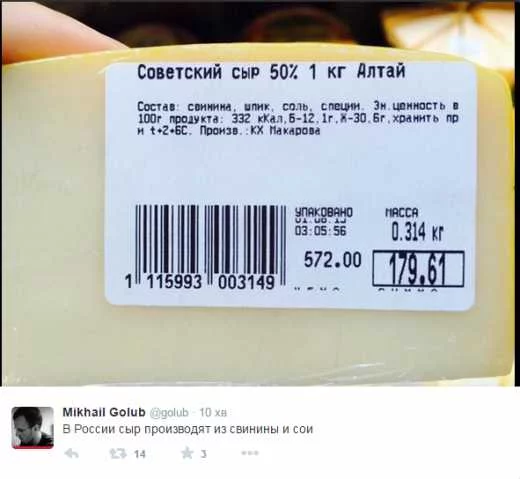 Советский сыр 50% 1 кг Алтай
Состав: свинина, шпик, соль, специи. Эн.ценность в
100г продукта: 332 кКал,Б-12,1г,Ж-30,6г,хранить пр
и t+2+6С. Произв.:КХ Макарова
УПАКОВАНО МАССА
03:05:56 0.314 кг
572.00 179.61
1 115993 003149
Mikhail Golub @golub · 10 хв
В России сыр производят из свинины и сои
14 3